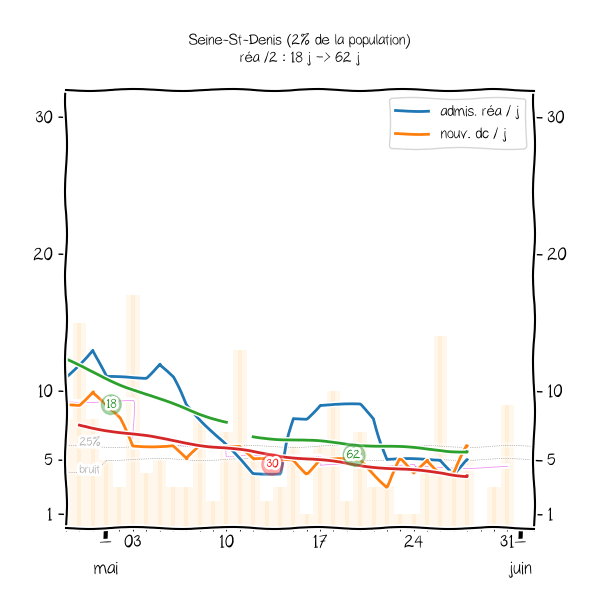 Seine-St-Denis (2% de la population)
réa /2 : 18 j -> 62 j
admis. réa / j
nouv. dc / j
30
30
20
20
10
10
18
25%
62
5
5
bruit
30
1
1
03
10
17
24
31
mai
juin